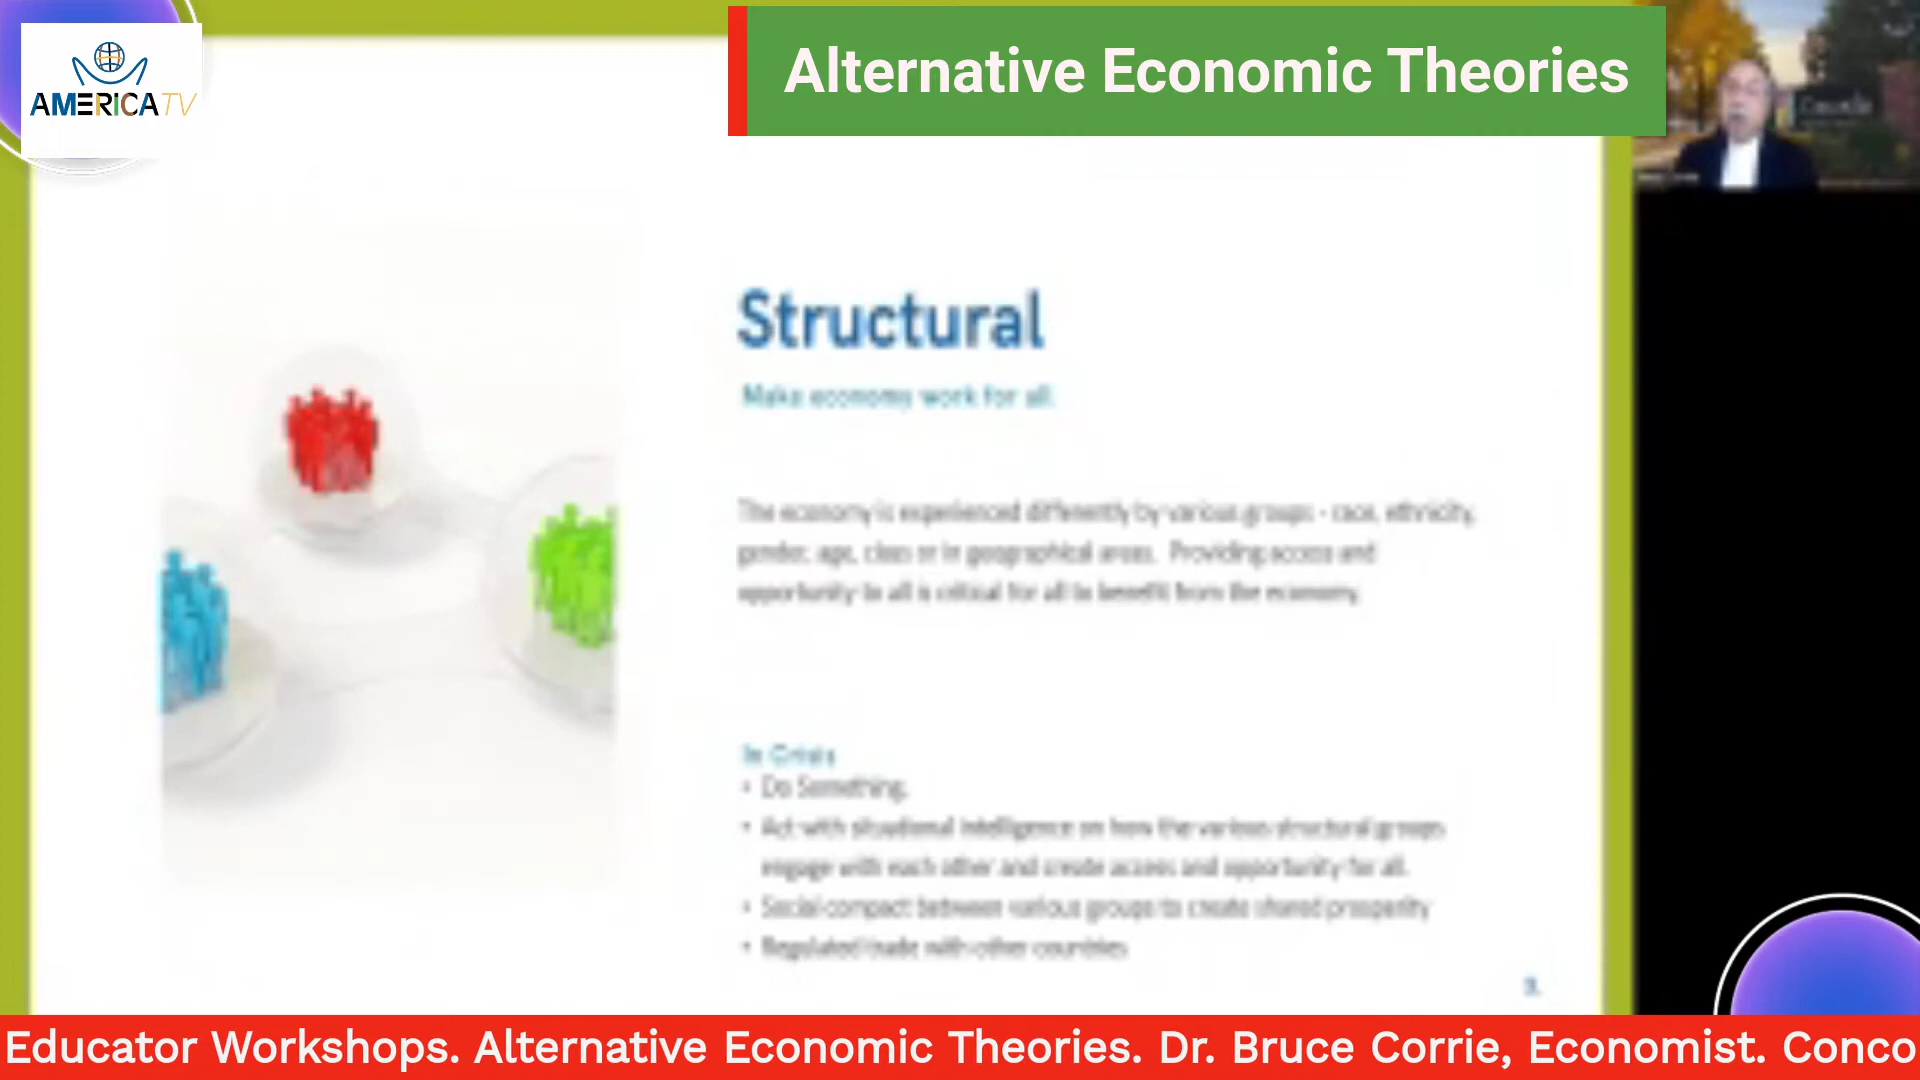 AMERICA TV
Alternative Economic Theories
Structural
Make economy work for all.
The economy is experienced differently by various groups - race, ethnicity,
gender, age, class or in geographical areas. Providing access and
opportunity to all is critical for all to benefit from the economy.
In Crisis
• Do Something.
• Act with situational intelligence on how the various structural groups
engage with each other and create access and opportunity for all.
• Social compact between various groups to create shared prosperity
• Regulated trade with other countries
Educator Workshops. Alternative Economic Theories. Dr. Bruce Corrie, Economist. Conco